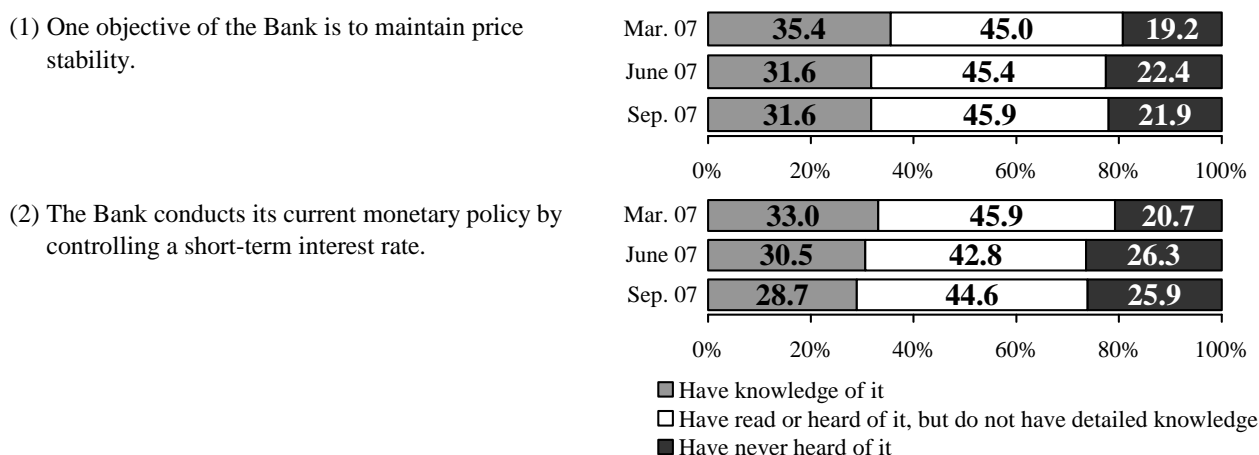 (1) One objective of the Bank is to maintain price
stability.
Mar. 07 35.4 45.0 19.2
June 07 31.6 45.4 22.4
Sep. 07 31.6 45.9 21.9
0% 20% 40% 60% 80% 100%
(2) The Bank conducts its current monetary policy by
controlling a short-term interest rate.
Mar. 07 33.0 45.9 20.7
June 07 30.5 42.8 26.3
Sep. 07 28.7 44.6 25.9
0% 20% 40% 60% 80% 100%
Have knowledge of it
Have read or heard of it, but do not have detailed knowledge
Have never heard of it